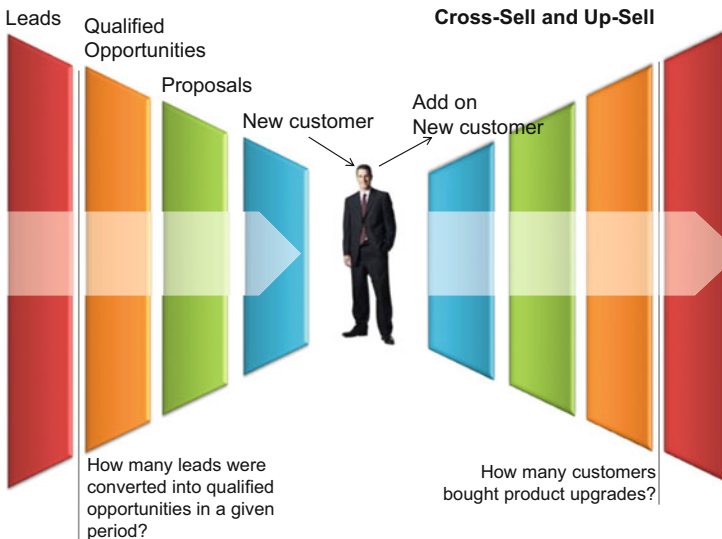 Leads
Qualified
Opportunities
Proposals
New customer
Cross-Sell and Up-Sell
Add on
New customer
How many leads were
converted into qualified
opportunities in a given
period?
How many customers
bought product upgrades?